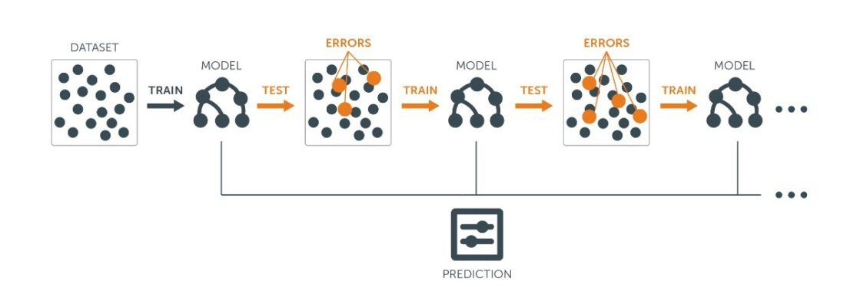 DATASET
MODEL
TRAIN
TEST
ERRORS
TRAIN
MODEL
TEST
ERRORS
TRAIN
MODEL
PREDICTION